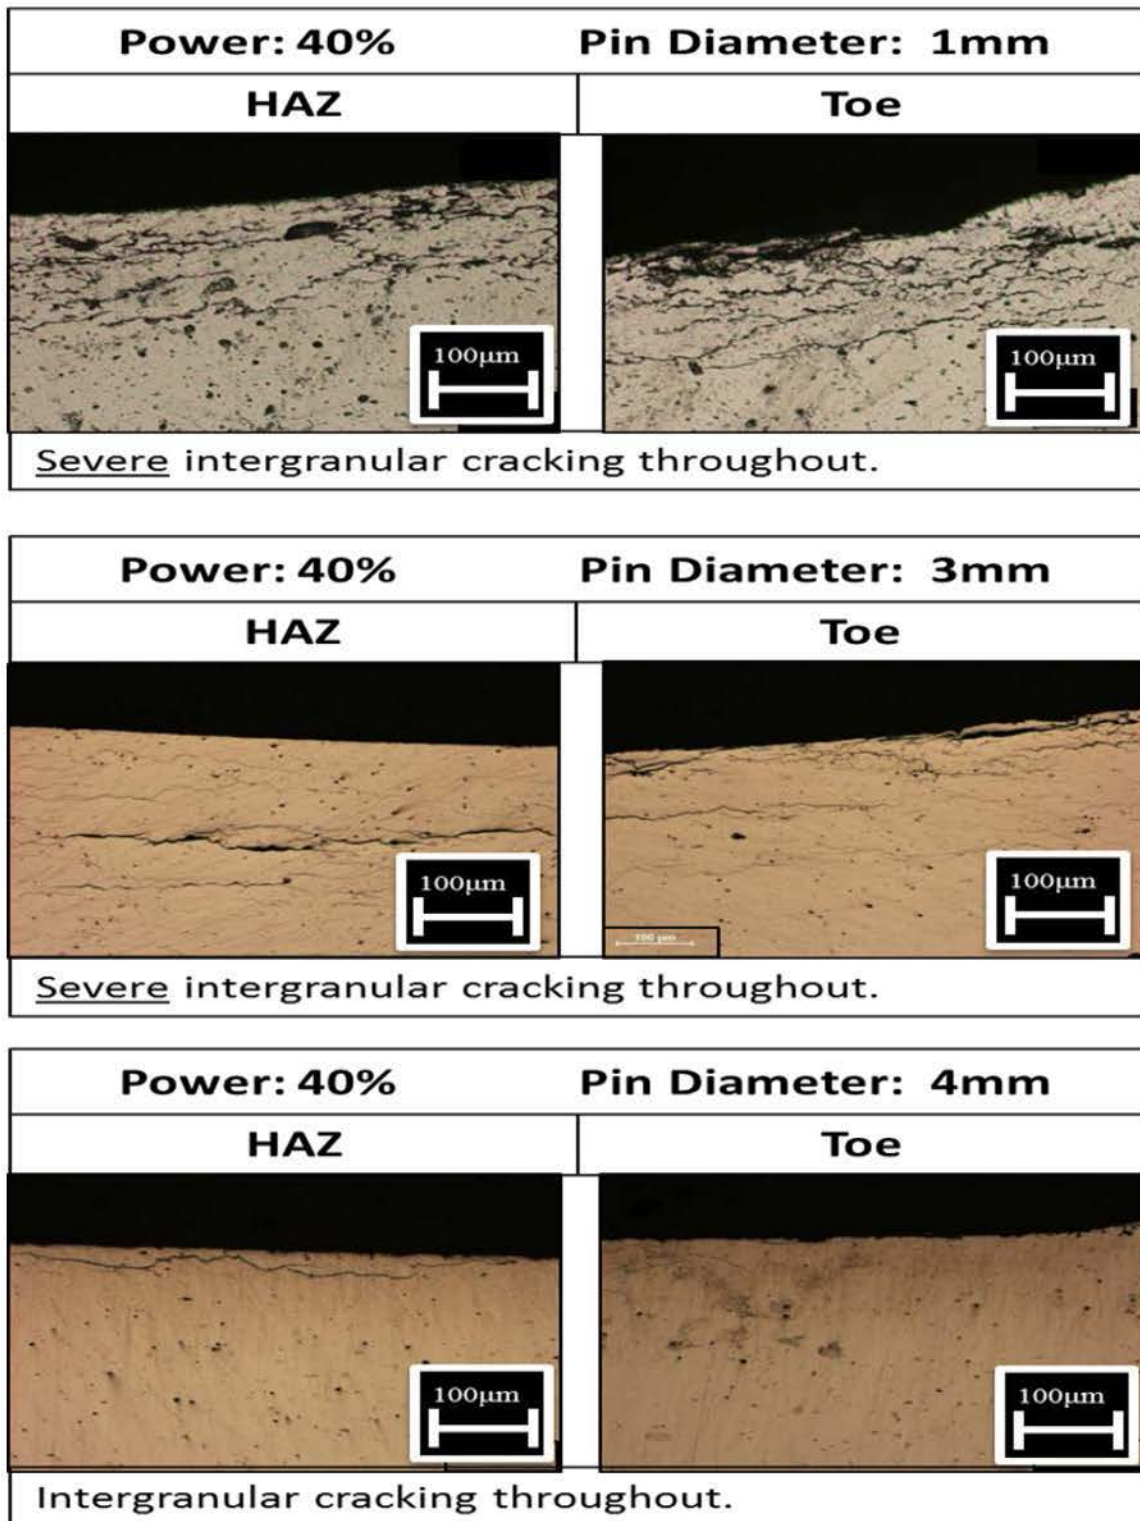 Power: 40% Pin Diameter: 1mm
HAZ Toe
100μm 100μm
Severe intergranular cracking throughout.
Power: 40% Pin Diameter: 3mm
HAZ Toe
100μm 100μm
100 μm
Severe intergranular cracking throughout.
Power: 40% Pin Diameter: 4mm
HAZ Toe
100μm 100μm
Intergranular cracking throughout.